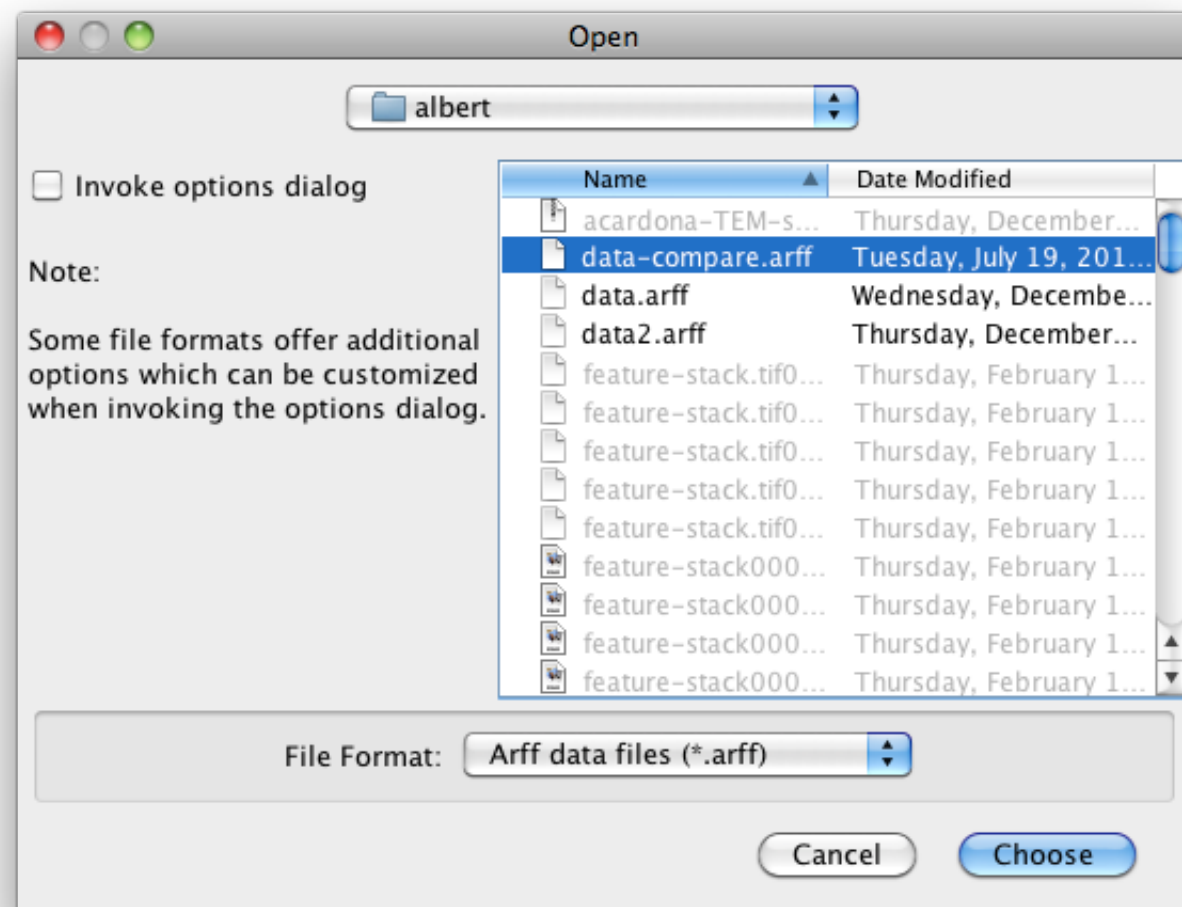 Open
albert
Invoke options dialog
Note:
Some file formats offer additional
options which can be customized
when invoking the options dialog.
Name Date Modified
acardona-TEM-s... Thursday, December...
data-compare.arff Tuesday, July 19, 201...
data.arff Wednesday, Decembe...
data2.arff Thursday, December...
feature-stack.tif0... Thursday, February 1...
feature-stack.tif0... Thursday, February 1...
feature-stack.tif0... Thursday, February 1...
feature-stack.tif0... Thursday, February 1...
feature-stack.tif0... Thursday, February 1...
feature-stack000... Thursday, February 1...
feature-stack000... Thursday, February 1...
feature-stack000... Thursday, February 1...
feature-stack000... Thursday, February 1...
File Format: Arff data files (*.arff)
Cancel Choose